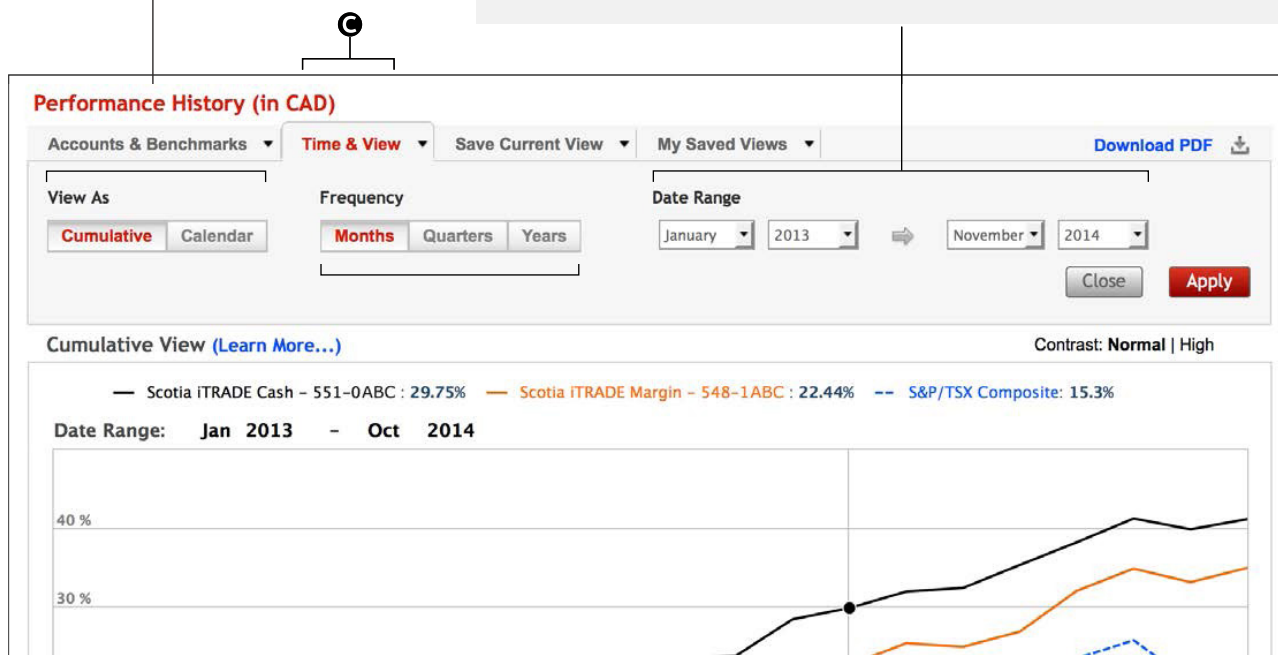 C
Performance History (in CAD)
Accounts & Benchmarks Time & View Save Current View My Saved Views Download PDF
View As Frequency Date Range
Cumulative Calendar Months Quarters Years January 2013 November 2014
Close Apply
Cumulative View (Learn More...) Contrast: Normal | High
Scotia iTRADE Cash – 551-0ABC : 29.75% Scotia iTRADE Margin – 548-1ABC : 22.44% S&P/TSX Composite: 15.3%
Date Range: Jan 2013 – Oct 2014
40 %
30 %